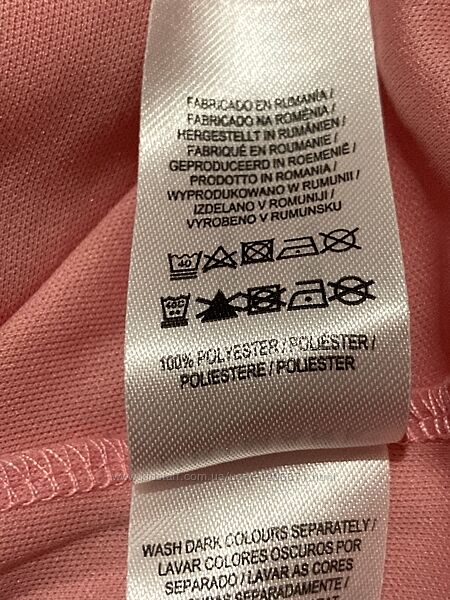 FABRICADO EN RUMANÍA /
FABRICADO NA ROMÉNIA /
HERGESTELLT IN RUMÄNIEN /
FABRIQUÉ EN ROUMANIE /
GEPRODUCEERD IN ROEMENIË /
PRODOTTO IN ROMANIA /
WYPRODUKOWANO W RUMUNII /
IZDELANO V ROMUNIJI /
VYROBENO V RUMUNSKU
40
40°C
100% POLYESTER / POLIÉSTER /
POLIESTERE / POLIESTER
WASH DARK COLOURS SEPARATELY /
LAVAR COLORES OSCUROS POR
SEPARADO / LAVAR AS CORES
SEPARADAMENTE /